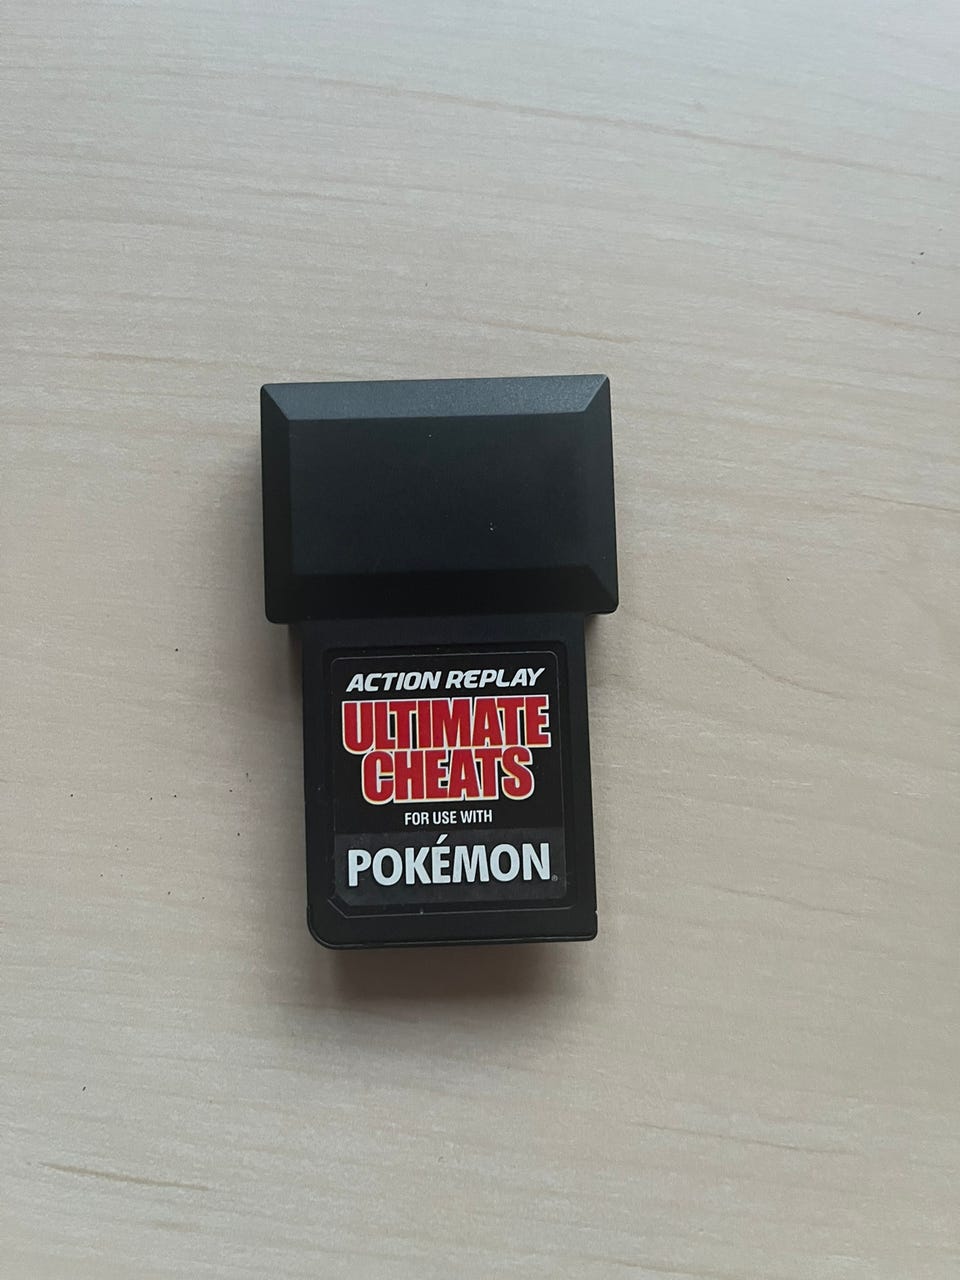 ACTION REPLAY
ULTIMATE
CHEATS
FOR USE WITH
POKÉMON®